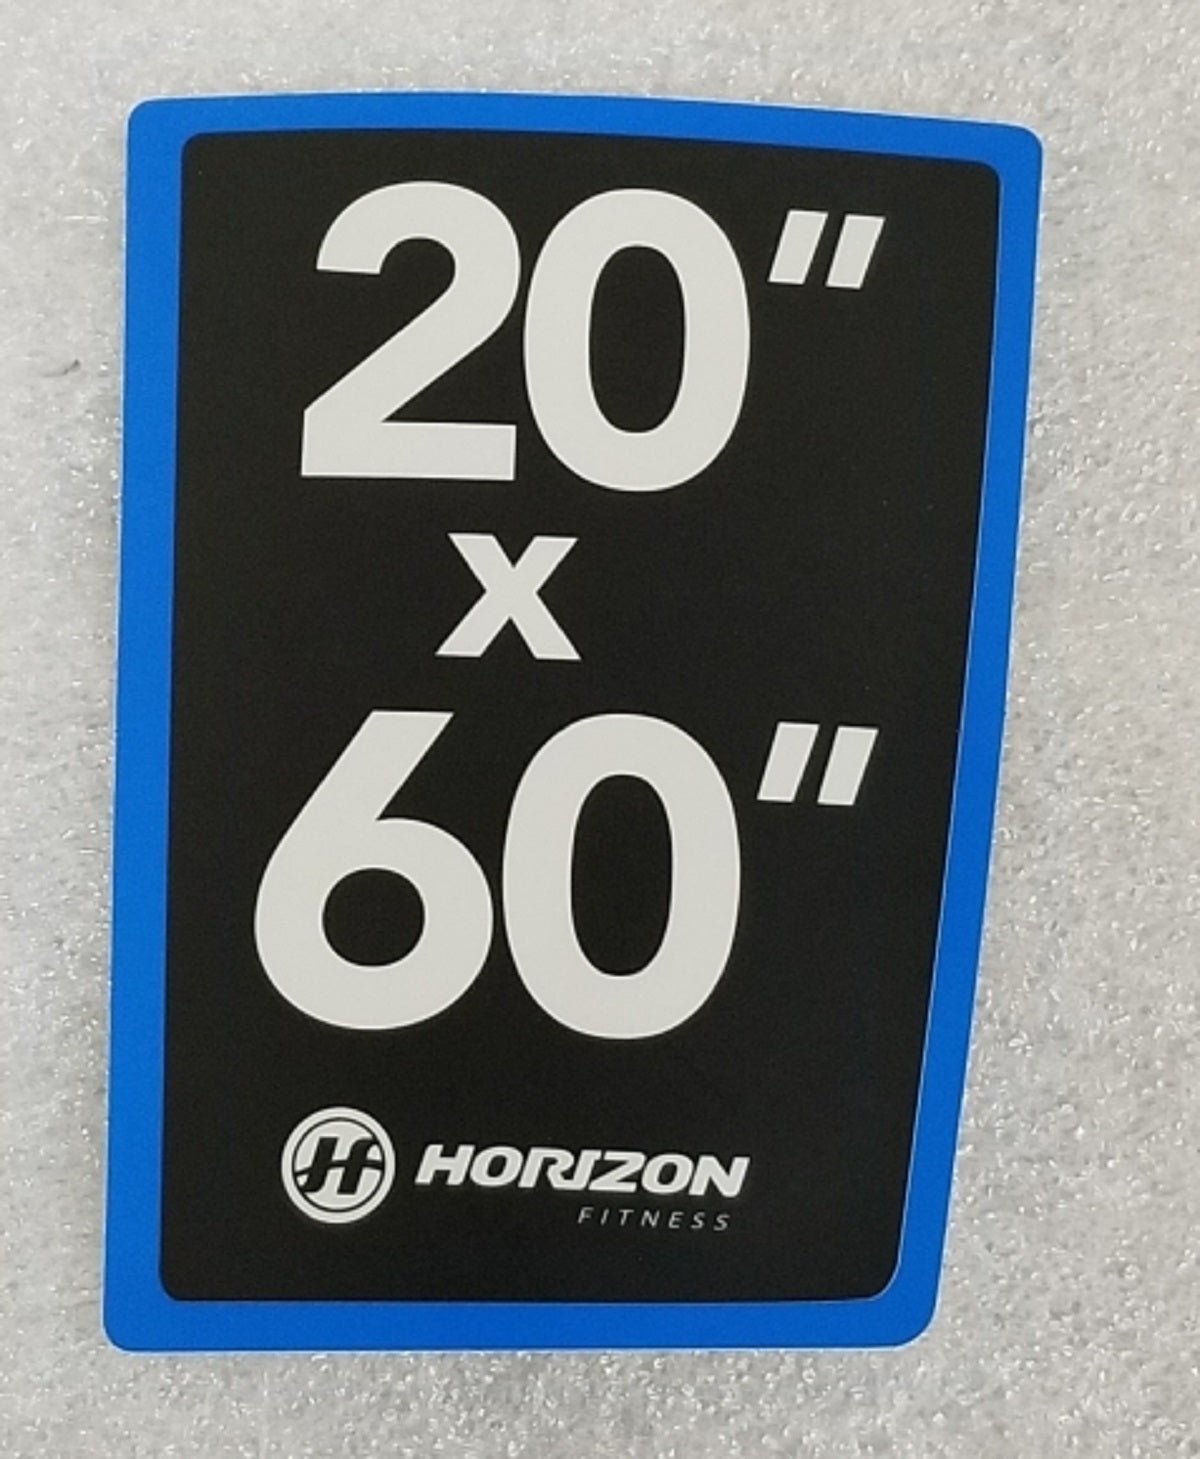 20"
x
60"
HORIZON
FITNESS